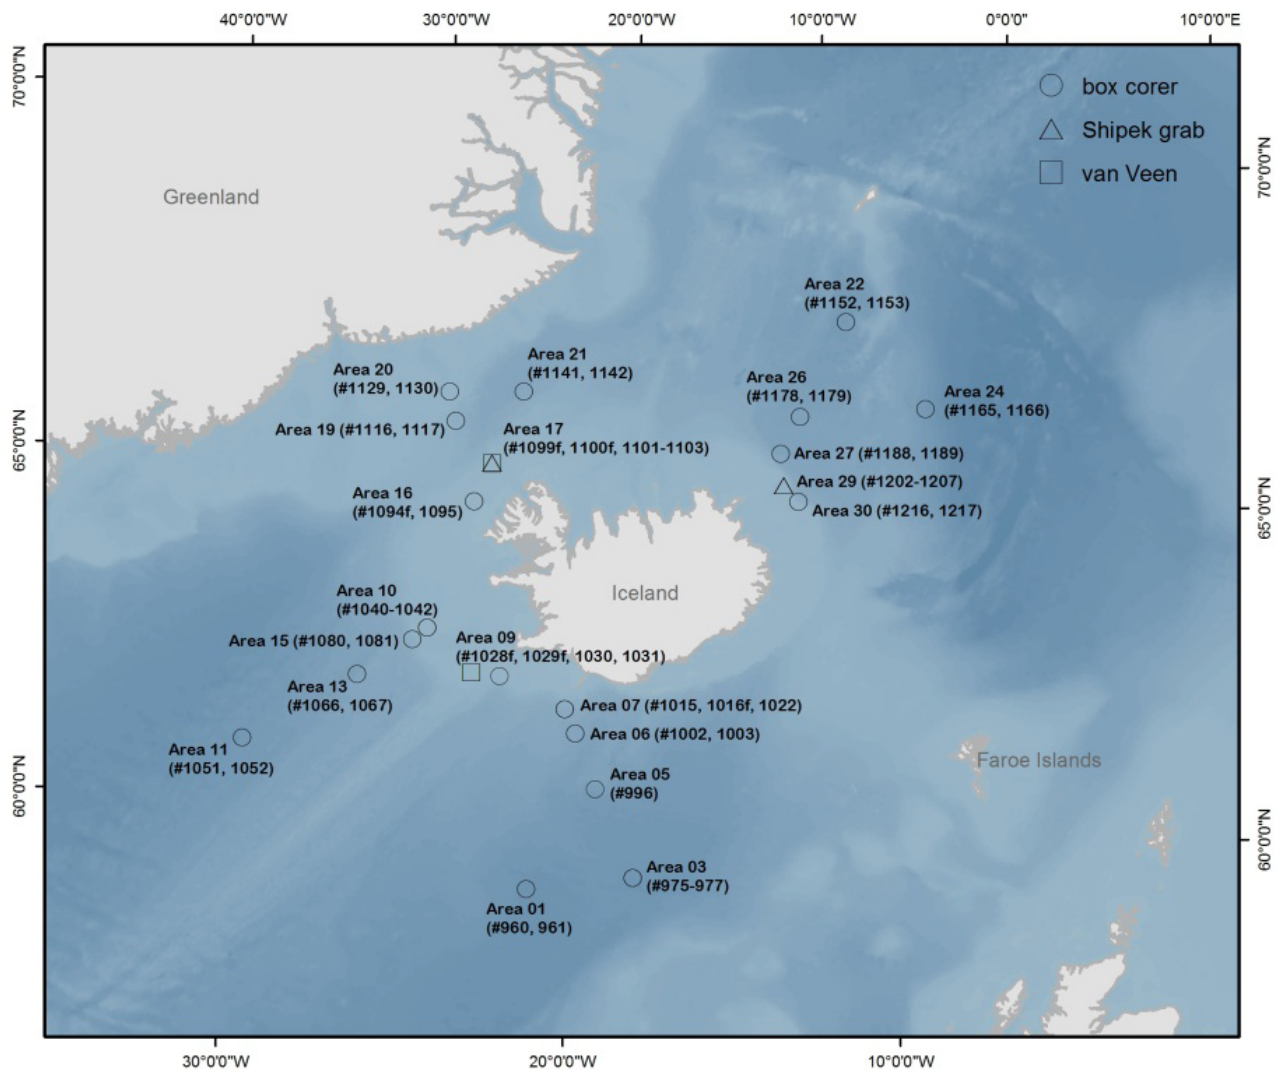 40°0'0"W 30°0'0"W 20°0'0"W 10°0'0"W 0°0'0" 10°0'0"E
70°0'0"N
70°0'0"N
box corer
Shipek grab
van Veen
Greenland
Area 22
(#1152, 1153)
Area 21
(#1141, 1142)
Area 20
(#1129, 1130)
Area 26
(#1178, 1179)
Area 24
(#1165, 1166)
Area 19 (#1116, 1117)
Area 17
(#1099f, 1100f, 1101-1103)
65°0'0"N
Area 27 (#1188, 1189)
Area 29 (#1202-1207)
Area 16
(#1094f, 1095)
Area 30 (#1216, 1217)
65°0'0"N
Iceland
Area 10
(#1040-1042)
Area 15 (#1080, 1081)
Area 09
(#1028f, 1029f, 1030, 1031)
Area 13
(#1066, 1067)
Area 07 (#1015, 1016f, 1022)
Area 06 (#1002, 1003)
Area 11
(#1051, 1052)
Faroe Islands
Area 05
(#996)
60°0'0"N
60°0'0"N
Area 03
(#975-977)
Area 01
(#960, 961)
30°0'0"W 20°0'0"W 10°0'0"W